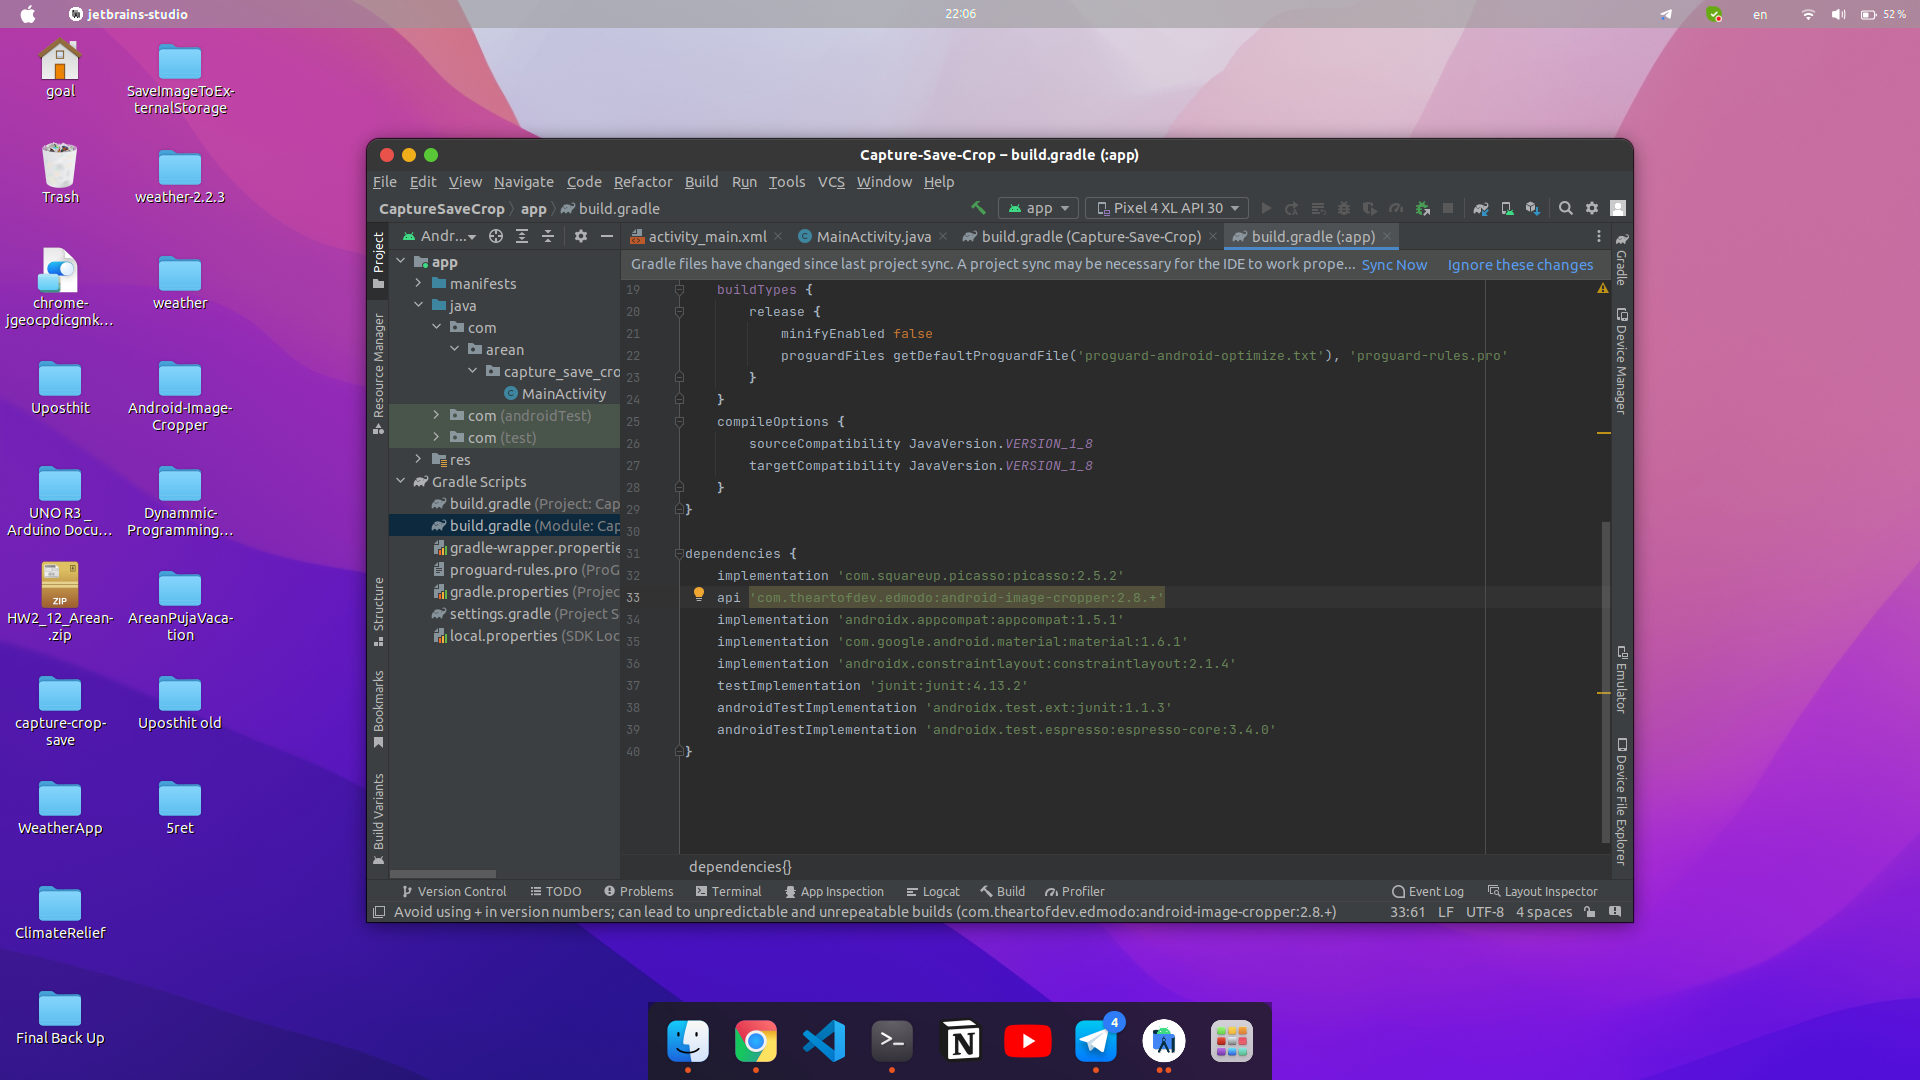 jetbrains-studio
22:06
en
52 %
goal
SaveImageToEx-
ternalStorage
Trash
weather-2.2.3
chrome-
jgeocpdicgmk...
weather
Uposthit
Android-Image-
Cropper
UNO R3 _
Arduino Docu...
Dynammic-
Programming...
HW2_12_Arean-
.zip
ZIP
AreanPujaVaca-
tion
capture-crop-
save
Uposthit old
WeatherApp
5ret
ClimateRelief
Final Back Up
Capture-Save-Crop – build.gradle (:app)
File Edit View Navigate Code Refactor Build Run Tools VCS Window Help
CaptureSaveCrop app build.gradle
app
Pixel 4 XL API 30
Project
Resource Manager
Structure
Bookmarks
Build Variants
Andr...
app
manifests
java
com
arean
capture_save_cro
MainActivity
com (androidTest)
com (test)
res
Gradle Scripts
build.gradle (Project: Cap
build.gradle (Module: Cap
gradle-wrapper.propertie
proguard-rules.pro (ProG
gradle.properties (Projec
settings.gradle (Project S
local.properties (SDK Loc
activity_main.xml MainActivity.java build.gradle (Capture-Save-Crop) build.gradle (:app)
Gradle files have changed since last project sync. A project sync may be necessary for the IDE to work prope... Sync Now Ignore these changes
19 buildTypes {
20 release {
21 minifyEnabled false
22 proguardFiles getDefaultProguardFile('proguard-android-optimize.txt'), 'proguard-rules.pro'
23 }
24 }
25 compileOptions {
26 sourceCompatibility JavaVersion.VERSION_1_8
27 targetCompatibility JavaVersion.VERSION_1_8
28 }
29 }
30
31 dependencies {
32 implementation 'com.squareup.picasso:picasso:2.5.2'
33 api 'com.theartofdev.edmodo:android-image-cropper:2.8.+'
34 implementation 'androidx.appcompat:appcompat:1.5.1'
35 implementation 'com.google.android.material:material:1.6.1'
36 implementation 'androidx.constraintlayout:constraintlayout:2.1.4'
37 testImplementation 'junit:junit:4.13.2'
38 androidTestImplementation 'androidx.test.ext:junit:1.1.3'
39 androidTestImplementation 'androidx.test.espresso:espresso-core:3.4.0'
40 }
dependencies{}
Gradle
Device Manager
Emulator
Device File Explorer
Version Control TODO Problems Terminal App Inspection Logcat Build Profiler Event Log Layout Inspector
Avoid using + in version numbers; can lead to unpredictable and unrepeatable builds (com.theartofdev.edmodo:android-image-cropper:2.8.+) 33:61 LF UTF-8 4 spaces
4